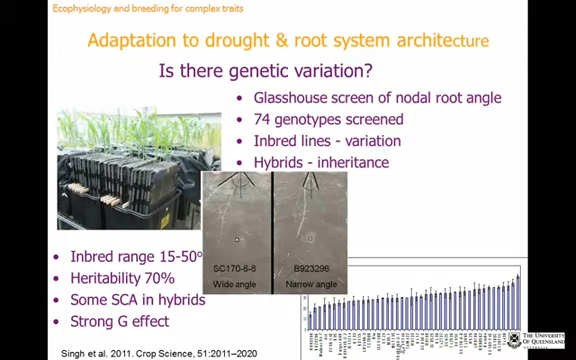 Ecophysiology and breeding for complex traits
Adaptation to drought & root system architecture
Is there genetic variation?
• Glasshouse screen of nodal root angle
• 74 genotypes screened
• Inbred lines - variation
• Hybrids - inheritance
SC170-6-8
Wide angle
B923296
Narrow angle
• Inbred range 15-50°
• Heritability 70%
• Some SCA in hybrids
• Strong G effect
Singh et al. 2011. Crop Science, 51:2011–2020
THE UNIVERSITY
OF QUEENSLAND